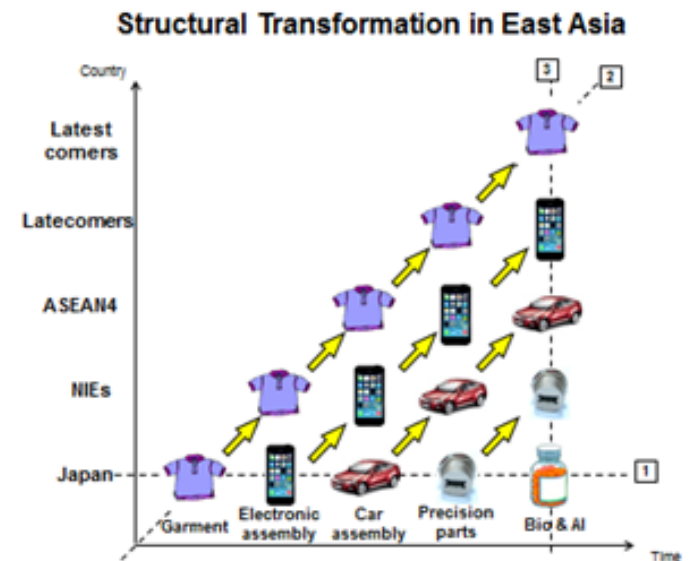 Structural Transformation in East Asia
Country
3
2
Latest
comers
Latecomers
ASEAN4
NIEs
Japan
1
Garment
Electronic
assembly
Car
assembly
Precision
parts
Bio & AI
Time